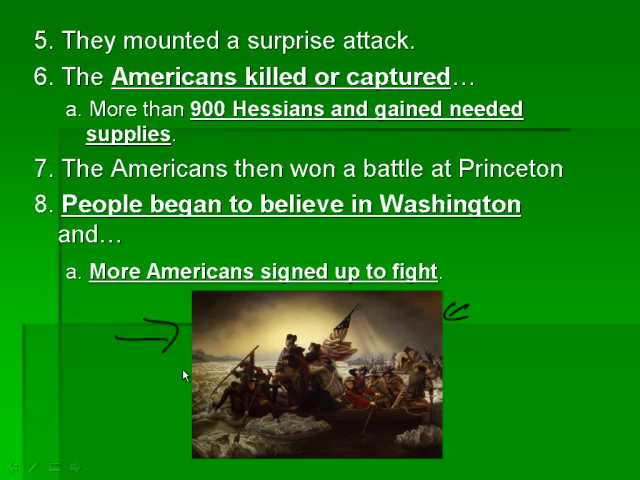 5. They mounted a surprise attack.
6. The Americans killed or captured…
a. More than 900 Hessians and gained needed
supplies.
7. The Americans then won a battle at Princeton
8. People began to believe in Washington
and…
a. More Americans signed up to fight.